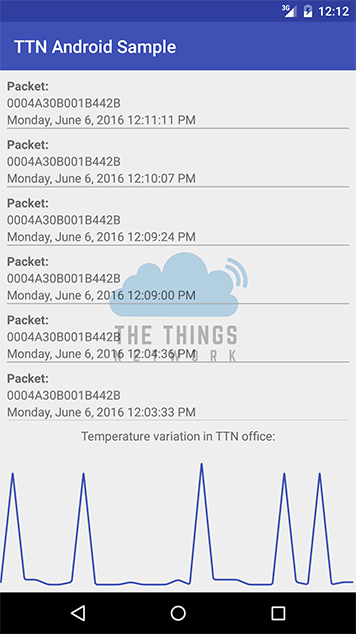 3G 12:12
TTN Android Sample
Packet:
0004A30B001B442B
Monday, June 6, 2016 12:11:11 PM
Packet:
0004A30B001B442B
Monday, June 6, 2016 12:10:07 PM
Packet:
0004A30B001B442B
Monday, June 6, 2016 12:09:24 PM
Packet:
0004A30B001B442B
Monday, June 6, 2016 12:09:00 PM
Packet:
0004A30B001B442B
THE THINGS
Monday, June 6, 2016 12:04:36 PM
NETWORK
Packet:
0004A30B001B442B
Monday, June 6, 2016 12:03:33 PM
Temperature variation in TTN office: